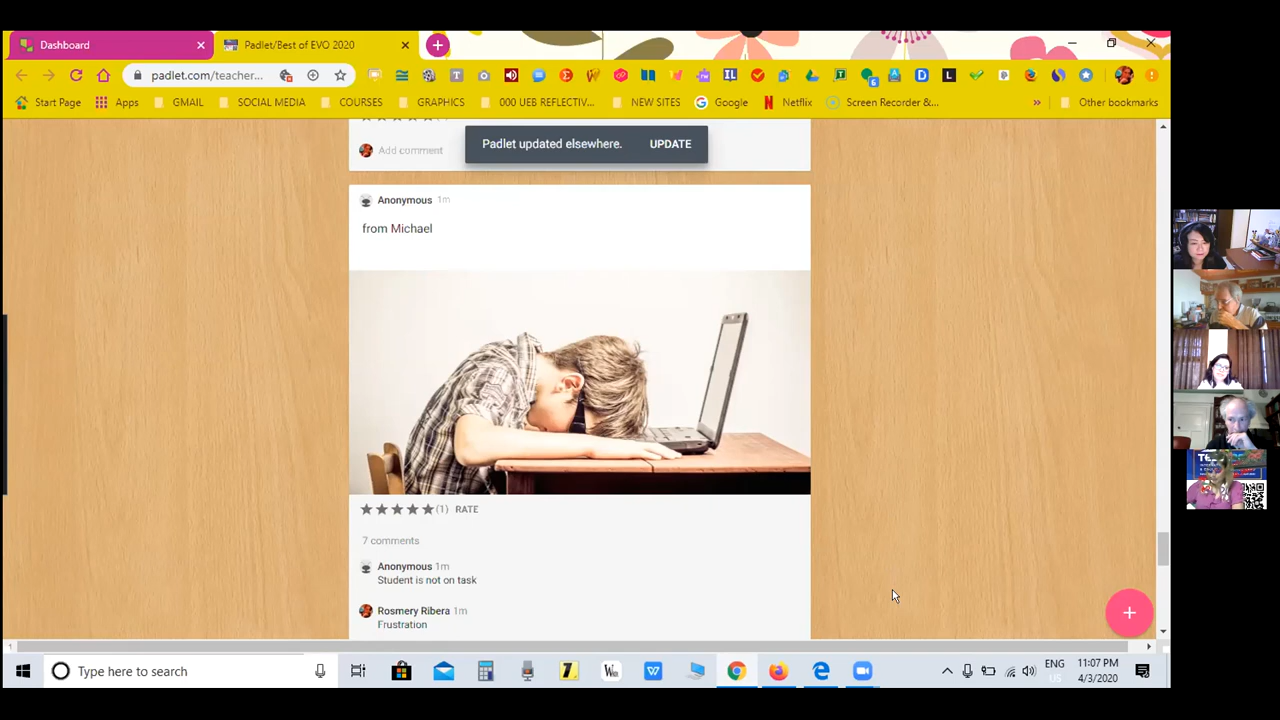 Dashboard
Padlet/Best of EVO 2020
padlet.com/teacher...
Start Page
Apps
GMAIL
SOCIAL MEDIA
COURSES
GRAPHICS
000 UEB REFLECTIV...
NEW SITES
Google
Netflix
Screen Recorder &...
Other bookmarks
Add comment
Padlet updated elsewhere.
UPDATE
Anonymous 1m
from Michael
(1) RATE
7 comments
Anonymous 1m
Student is not on task
Rosmery Ribera 1m
Frustration
Type here to search
ENG
US
11:07 PM
4/3/2020